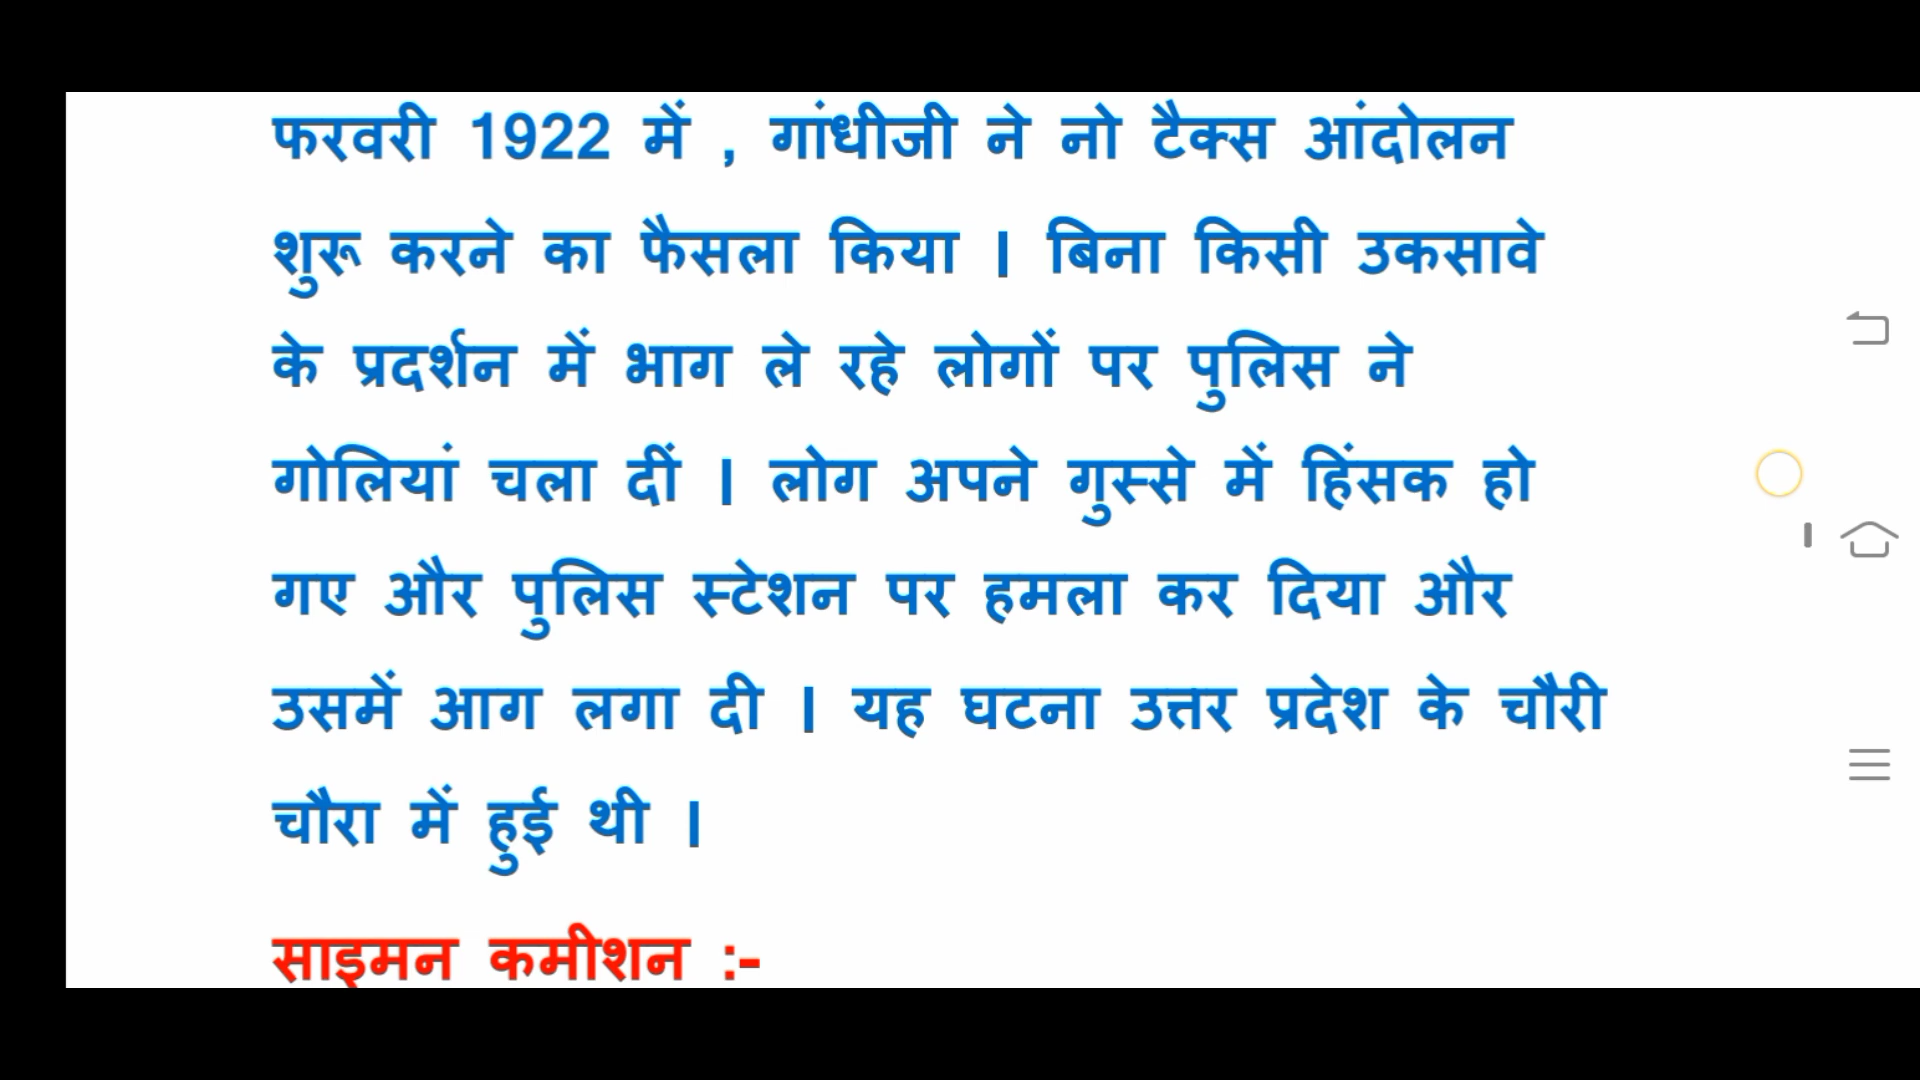 फरवरी 1922 में , गांधीजी ने नो टैक्स आंदोलन
शुरू करने का फैसला किया । बिना किसी उकसावे
के प्रदर्शन में भाग ले रहे लोगों पर पुलिस ने
गोलियां चला दीं । लोग अपने गुस्से में हिंसक हो
गए और पुलिस स्टेशन पर हमला कर दिया और
उसमें आग लगा दी । यह घटना उत्तर प्रदेश के चौरी
चौरा में हुई थी ।
साइमन कमीशन :-